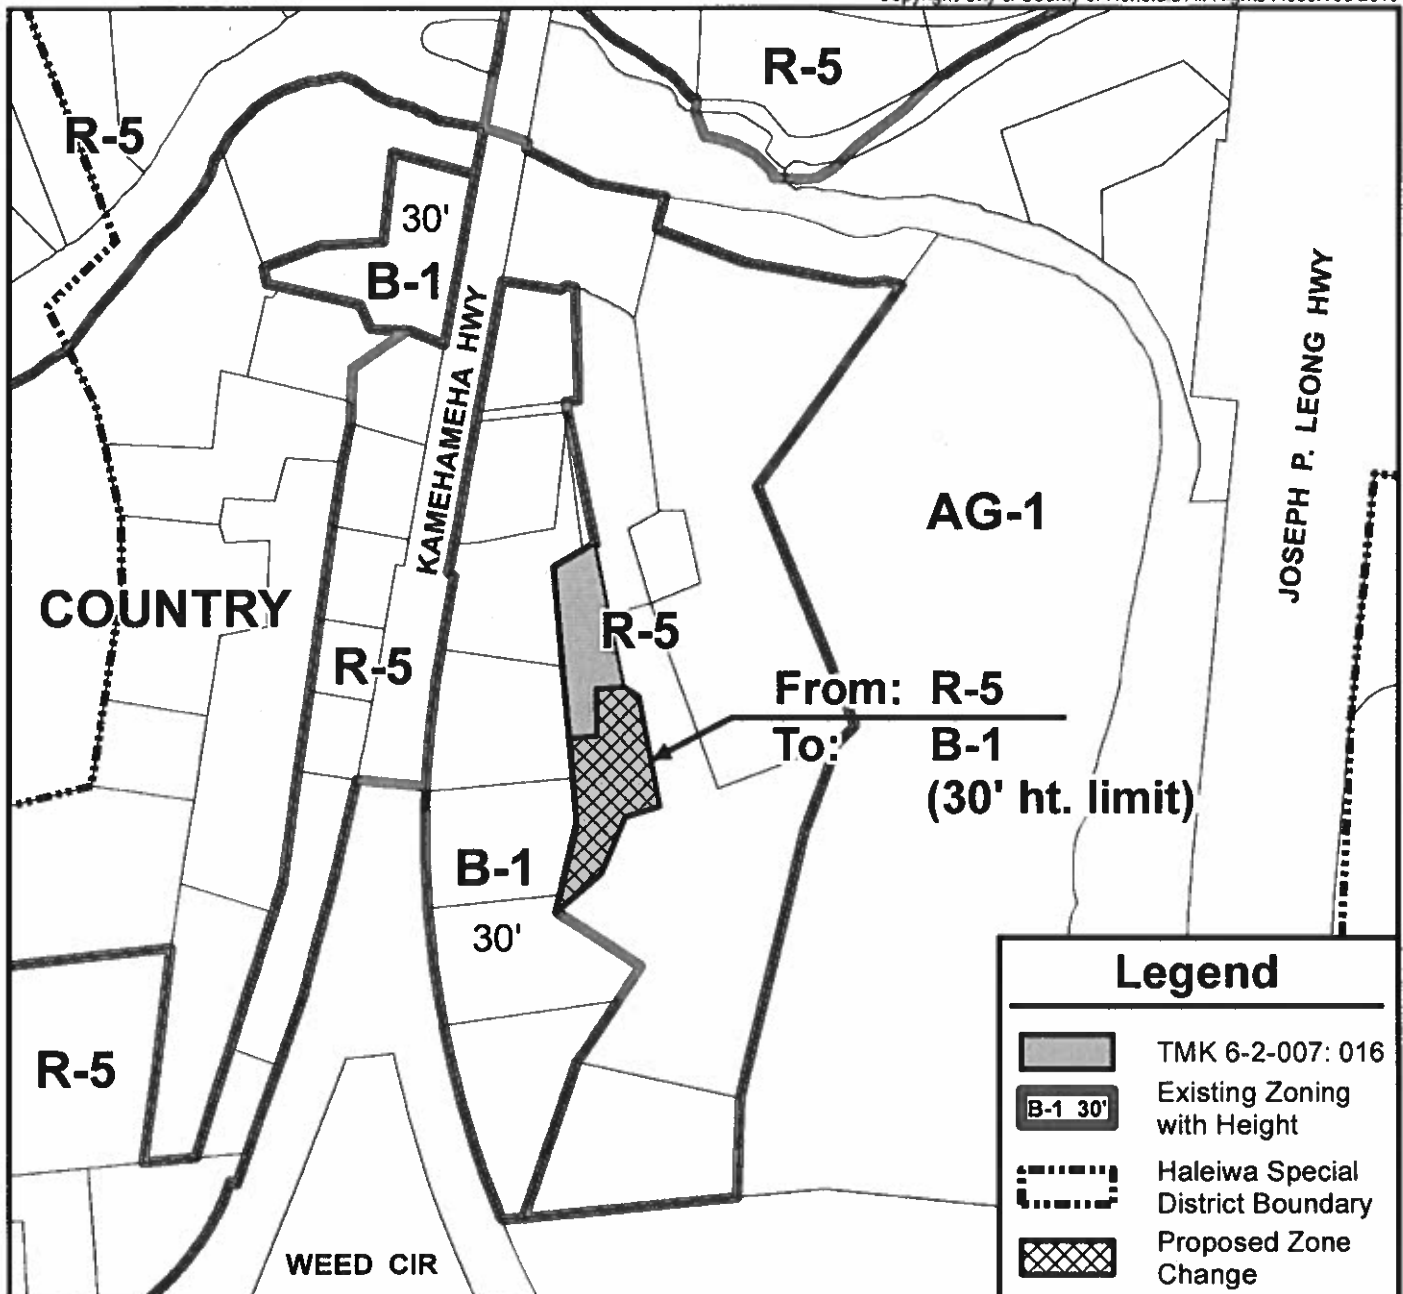 R-5
R-5
30'
B-1
KAMEHAMEHA HWY
JOSEPH P. LEONG HWY
AG-1
COUNTRY
R-5
R-5
From: R-5
To: B-1
(30' ht. limit)
B-1
30'
R-5
WEED CIR
Legend
TMK 6-2-007: 016
B-1 30'
Existing Zoning
with Height
Haleiwa Special
District Boundary
Proposed Zone
Change